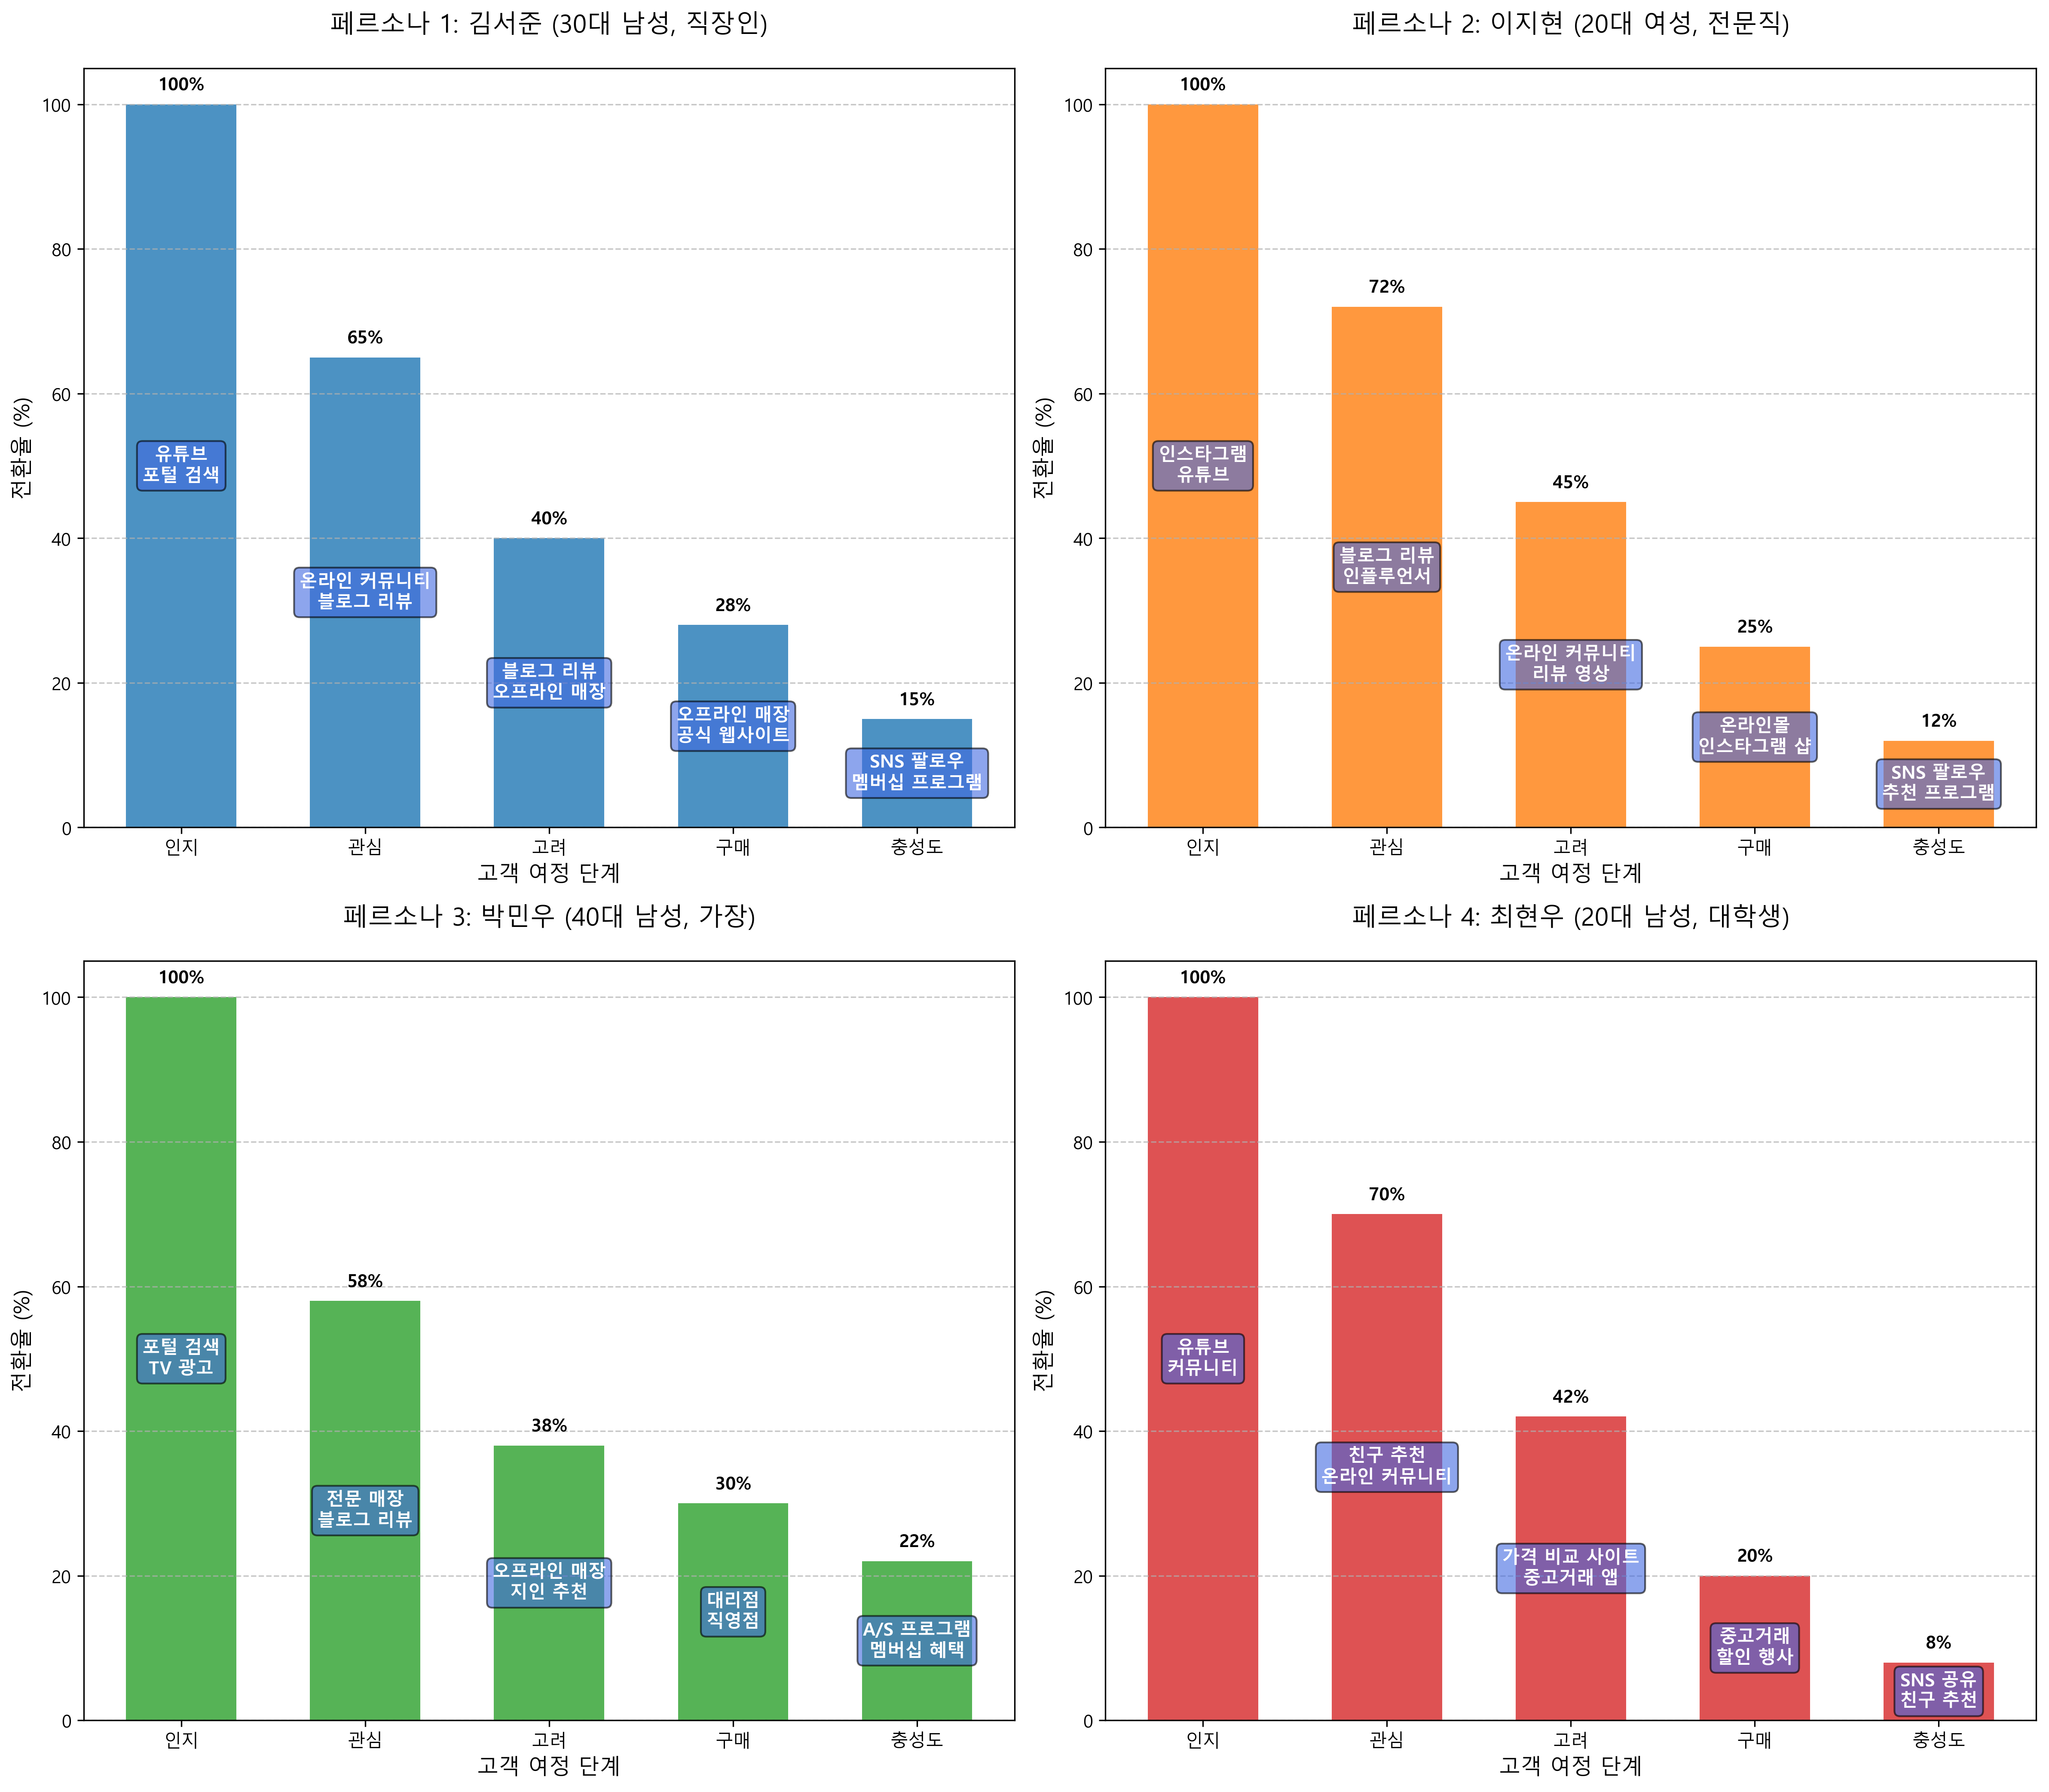 페르소나 1: 김서준 (30대 남성, 직장인)
전환율 (%)
100
80
60
40
20
0
100%
65%
40%
28%
15%
유튜브
포털 검색
온라인 커뮤니티
블로그 리뷰
블로그 리뷰
오프라인 매장
오프라인 매장
공식 웹사이트
SNS 팔로우
멤버십 프로그램
인지
관심
고려
구매
충성도
고객 여정 단계
페르소나 2: 이지현 (20대 여성, 전문직)
전환율 (%)
100
80
60
40
20
0
100%
72%
45%
25%
12%
인스타그램
유튜브
블로그 리뷰
인플루언서
온라인 커뮤니티
리뷰 영상
온라인몰
인스타그램 샵
SNS 팔로우
추천 프로그램
인지
관심
고려
구매
충성도
고객 여정 단계
페르소나 3: 박민우 (40대 남성, 가장)
전환율 (%)
100
80
60
40
20
0
100%
58%
38%
30%
22%
포털 검색
TV 광고
전문 매장
블로그 리뷰
오프라인 매장
지인 추천
대리점
직영점
A/S 프로그램
멤버십 혜택
인지
관심
고려
구매
충성도
고객 여정 단계
페르소나 4: 최현우 (20대 남성, 대학생)
전환율 (%)
100
80
60
40
20
0
100%
70%
42%
20%
8%
유튜브
커뮤니티
친구 추천
온라인 커뮤니티
가격 비교 사이트
중고거래 앱
중고거래
할인 행사
SNS 공유
친구 추천
인지
관심
고려
구매
충성도
고객 여정 단계